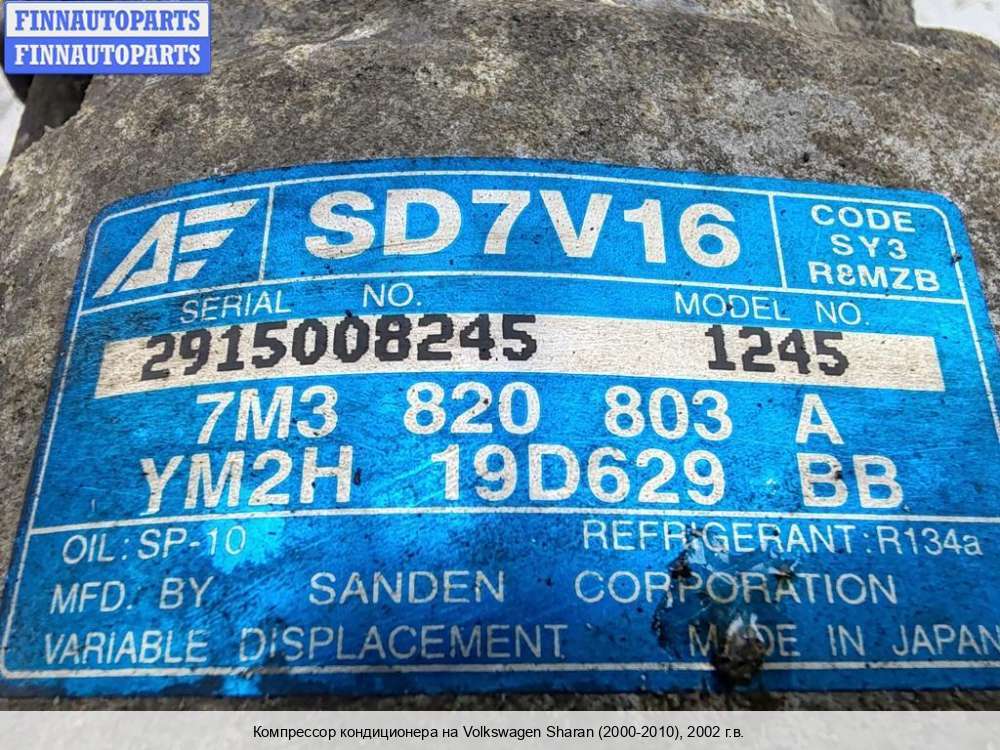 FINNAUTOPARTS
FINNAUTOPARTS
AE SD7V16 CODE
SY3
R&MZB
SERIAL NO. MODEL NO.
2915008245 1245
7M3 820 803 A
YM2H 19D629 BB
OIL: SP-10 REFRIGERANT: R134a
MFD. BY SANDEN CORPORATION
VARIABLE DISPLACEMENT MADE IN JAPAN
Компрессор кондиционера на Volkswagen Sharan (2000-2010), 2002 г.в.